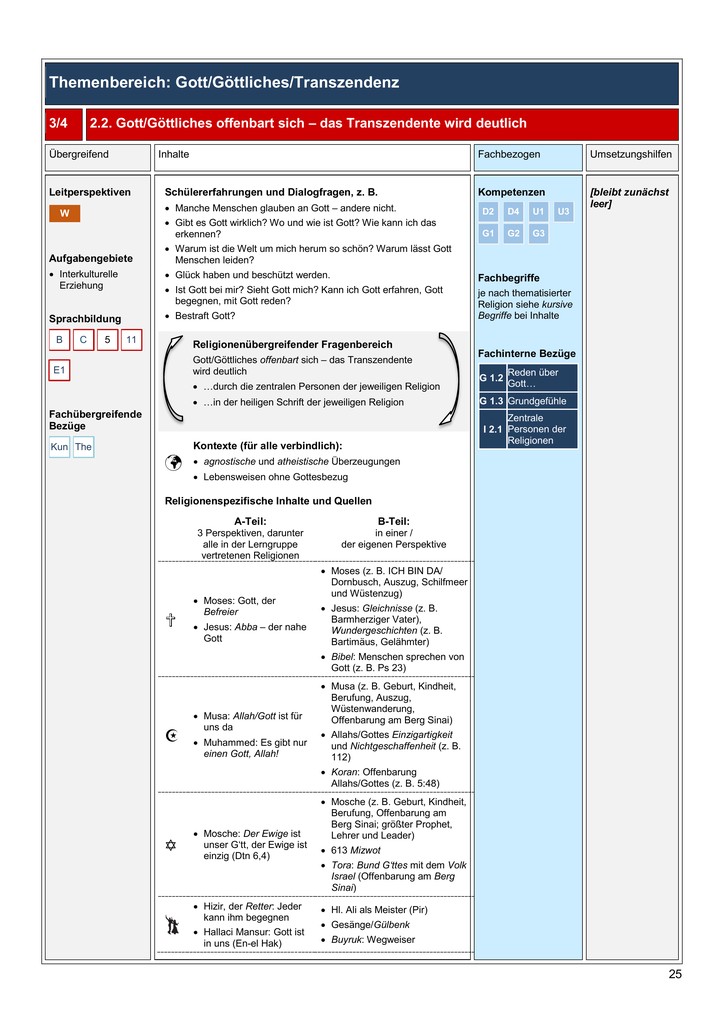 Themenbereich: Gott/Göttliches/Transzendenz
3/4
2.2. Gott/Göttliches offenbart sich – das Transzendente wird deutlich
Übergreifend
Inhalte
Fachbezogen
Umsetzungshilfen
Leitperspektiven
W
Aufgabengebiete
• Interkulturelle
Erziehung
Sprachbildung
B C 5 11
E1
Fachübergreifende
Bezüge
Kun The
Schülererfahrungen und Dialogfragen, z. B.
• Manche Menschen glauben an Gott – andere nicht.
• Gibt es Gott wirklich? Wo und wie ist Gott? Wie kann ich das
erkennen?
• Warum ist die Welt um mich herum so schön? Warum lässt Gott
Menschen leiden?
• Glück haben und beschützt werden.
• Ist Gott bei mir? Sieht Gott mich? Kann ich Gott erfahren, Gott
begegnen, mit Gott reden?
• Bestraft Gott?
Religionenübergreifender Fragenbereich
Gott/Göttliches offenbart sich – das Transzendente
wird deutlich
• …durch die zentralen Personen der jeweiligen Religion
• …in der heiligen Schrift der jeweiligen Religion
Kontexte (für alle verbindlich):
• agnostische und atheistische Überzeugungen
• Lebensweisen ohne Gottesbezug
Religionenspezifische Inhalte und Quellen
A-Teil:
3 Perspektiven, darunter
alle in der Lerngruppe
vertretenen Religionen
B-Teil:
in einer /
der eigenen Perspektive
• Moses: Gott, der
Befreier
• Jesus: Abba – der nahe
Gott
• Moses (z. B. ICH BIN DA/
Dornbusch, Auszug, Schilfmeer
und Wüstenzug)
• Jesus: Gleichnisse (z. B.
Barmherziger Vater),
Wundergeschichten (z. B.
Bartimäus, Gelähmter)
• Bibel: Menschen sprechen von
Gott (z. B. Ps 23)
• Musa: Allah/Gott ist für
uns da
• Muhammed: Es gibt nur
einen Gott, Allah!
• Musa (z. B. Geburt, Kindheit,
Berufung, Auszug,
Wüstenwanderung,
Offenbarung am Berg Sinai)
• Allahs/Gottes Einzigartigkeit
und Nichtgeschaffenheit (z. B.
112)
• Koran: Offenbarung
Allahs/Gottes (z. B. 5:48)
• Mosche: Der Ewige ist
unser G'tt, der Ewige ist
einzig (Dtn 6,4)
• Mosche (z. B. Geburt, Kindheit,
Berufung, Offenbarung am
Berg Sinai; größter Prophet,
Lehrer und Leader)
• 613 Mizwot
• Tora: Bund G'ttes mit dem Volk
Israel (Offenbarung am Berg
Sinai)
• Hizir, der Retter: Jeder
kann ihm begegnen
• Hallaci Mansur: Gott ist
in uns (En-el Hak)
• Hl. Ali als Meister (Pir)
• Gesänge/Gülbenk
• Buyruk: Wegweiser
Kompetenzen
D2 D4 U1 U3
G1 G2 G3
Fachbegriffe
je nach thematisierter
Religion siehe kursive
Begriffe bei Inhalte
Fachinterne Bezüge
G 1.2 Reden über
Gott…
G 1.3 Grundgefühle
I 2.1 Zentrale
Personen der
Religionen
[bleibt zunächst
leer]
25